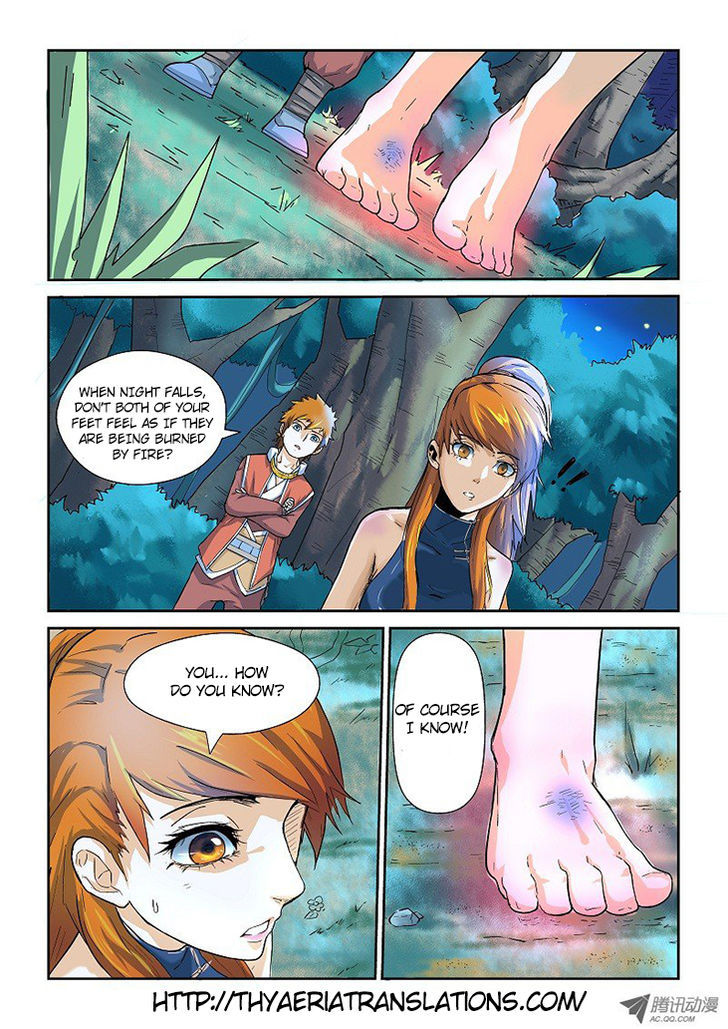 WHEN NIGHT FALLS,
DON'T BOTH OF YOUR
FEET FEEL AS IF THEY
ARE BEING BURNED
BY FIRE?
!!
YOU... HOW
DO YOU KNOW?
OF COURSE
I KNOW!
HTTP://THYAERIATRANSLATIONS.COM/
腾讯动漫
AC.QQ.COM